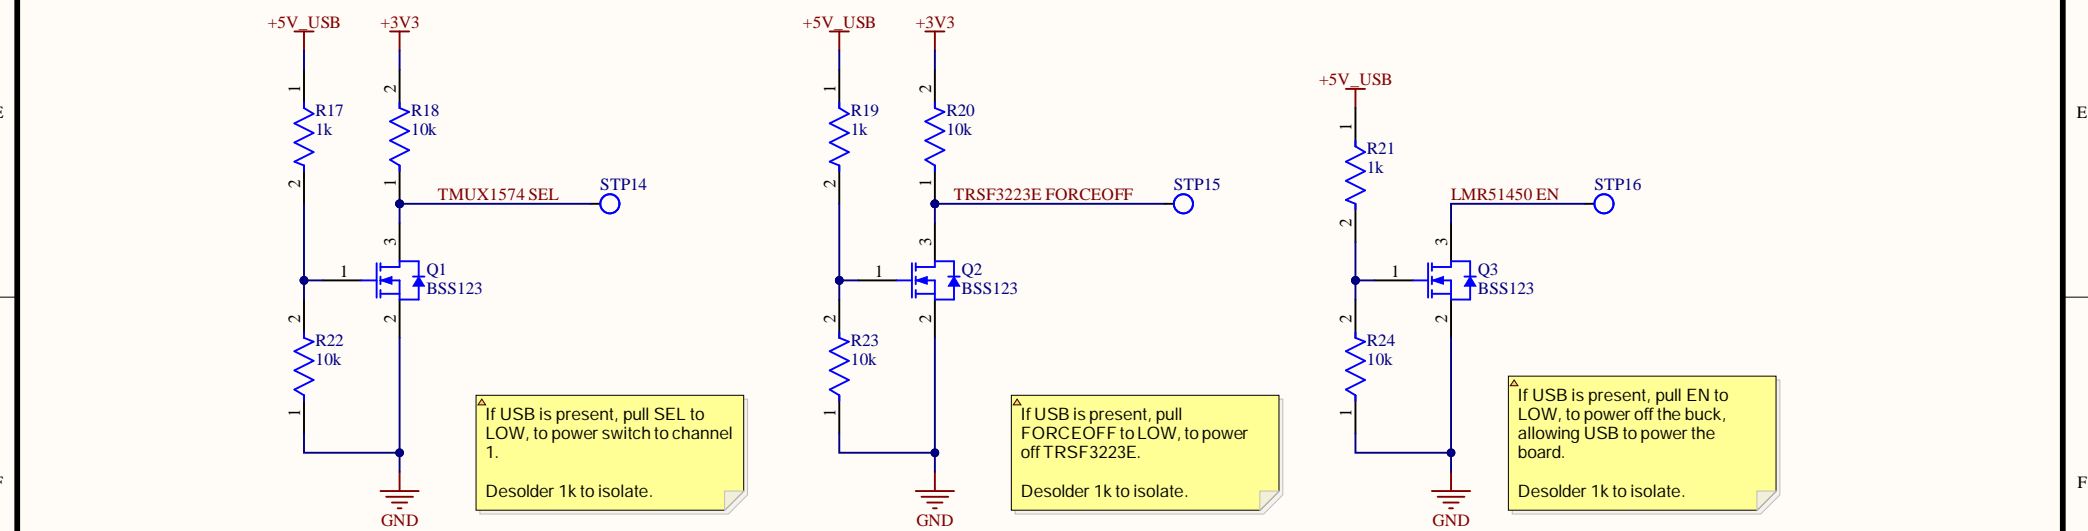 +5V_USB
+3V3
1
2
R17
1k
R18
10k
2
1
TMUX1574 SEL
STP14
3
1
Q1
BSS123
2
2
R22
10k
1
GND
If USB is present, pull SEL to
LOW, to power switch to channel
1.
Desolder 1k to isolate.
+5V_USB
+3V3
1
2
R19
1k
R20
10k
2
1
TRSF3223E FORCEOFF
STP15
3
1
Q2
BSS123
2
2
R23
10k
1
GND
If USB is present, pull
FORCEOFF to LOW, to power
off TRSF3223E.
Desolder 1k to isolate.
+5V_USB
1
R21
1k
2
LMR51450 EN
STP16
3
1
Q3
BSS123
2
2
R24
10k
1
GND
If USB is present, pull EN to
LOW, to power off the buck,
allowing USB to power the
board.
Desolder 1k to isolate.
E
F